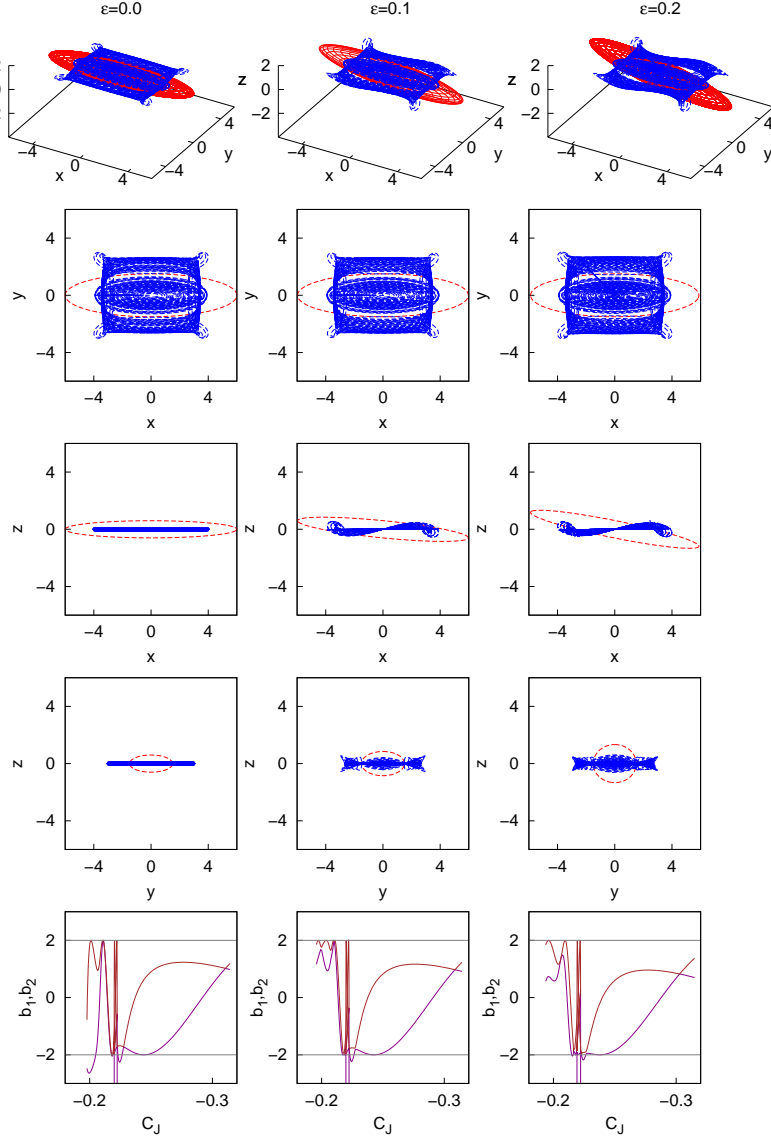 ε=0.0 ε=0.1 ε=0.2
2 z 2 z 2
0 0 0
2 −2 −2
−4 0 4 x −4 0 4 y
−4 0 4 x −4 0 4 y
−4 0 4 x −4 0 4 y
y 4 0 −4 y 4 0 −4 y 4 0 −4
−4 0 4 −4 0 4 −4 0 4
x x x
z 4 0 −4 z 4 0 −4 z 4 0 −4
−4 0 4 −4 0 4 −4 0 4
x x x
z 4 0 −4 z 4 0 −4 z 4 0 −4
−4 0 4 −4 0 4 −4 0 4
y y y
b1,b2 2 0 −2 b1,b2 2 0 −2 b1,b2 2 0 −2
−0.2 −0.3 −0.2 −0.3 −0.2 −0.3
CJ CJ CJ